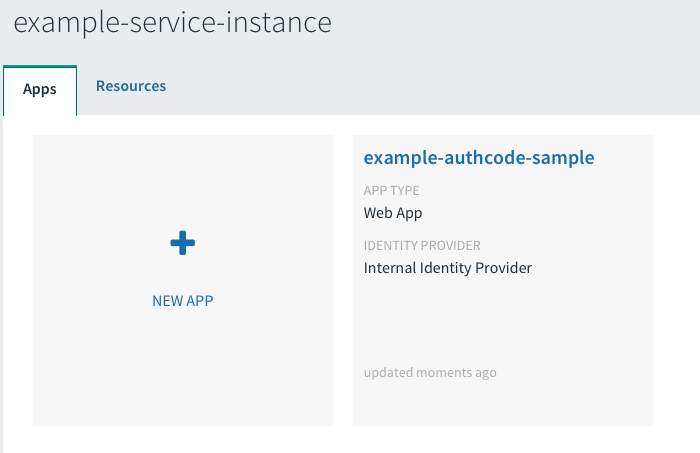 example-service-instance
Apps
Resources
NEW APP
example-authcode-sample
APP TYPE
Web App
IDENTITY PROVIDER
Internal Identity Provider
updated moments ago